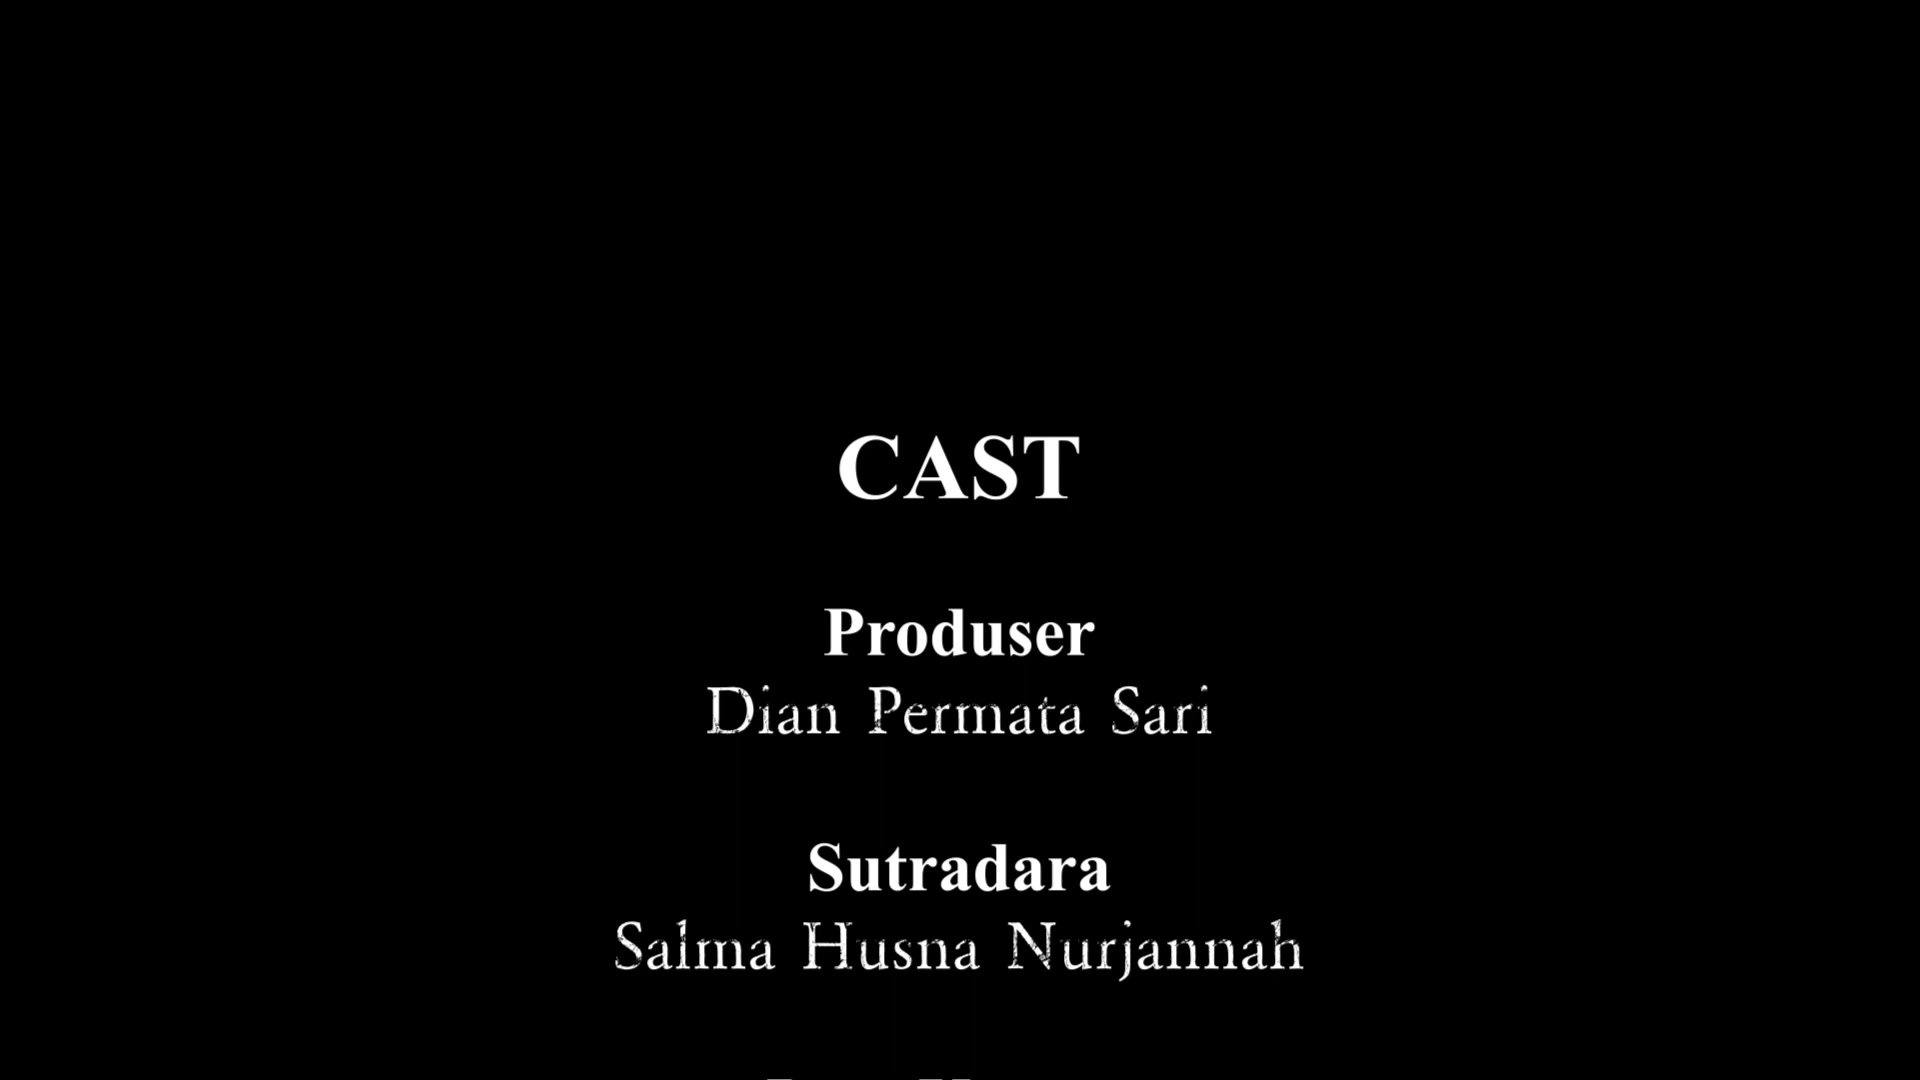 CAST
Produser
Dian Permata Sari
Sutradara
Salma Husna Nurjannah